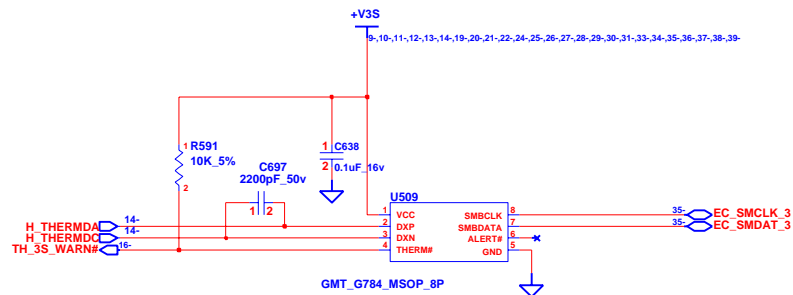 +V3S
9-,10-,11-,12-,13-,14-,19-,20-,21-,22-,24-,25-,26-,27-,28-,29-,30-,31-,33-,34-,35-,36-,37-,38-,39-
1 R591
10K_5%
2
1 C638
2 0.1uF_16v
C697
2200pF_50v
1 2
U509
H_THERMDA 14-
H_THERMDC 14-
TH_3S_WARN# 16-
1 VCC SMBCLK 8
2 DXP SMBDATA 7
3 DXN ALERT# 6
4 THERM# GND 5
35- EC_SMCLK_3
35- EC_SMDAT_3
GMT_G784_MSOP_8P